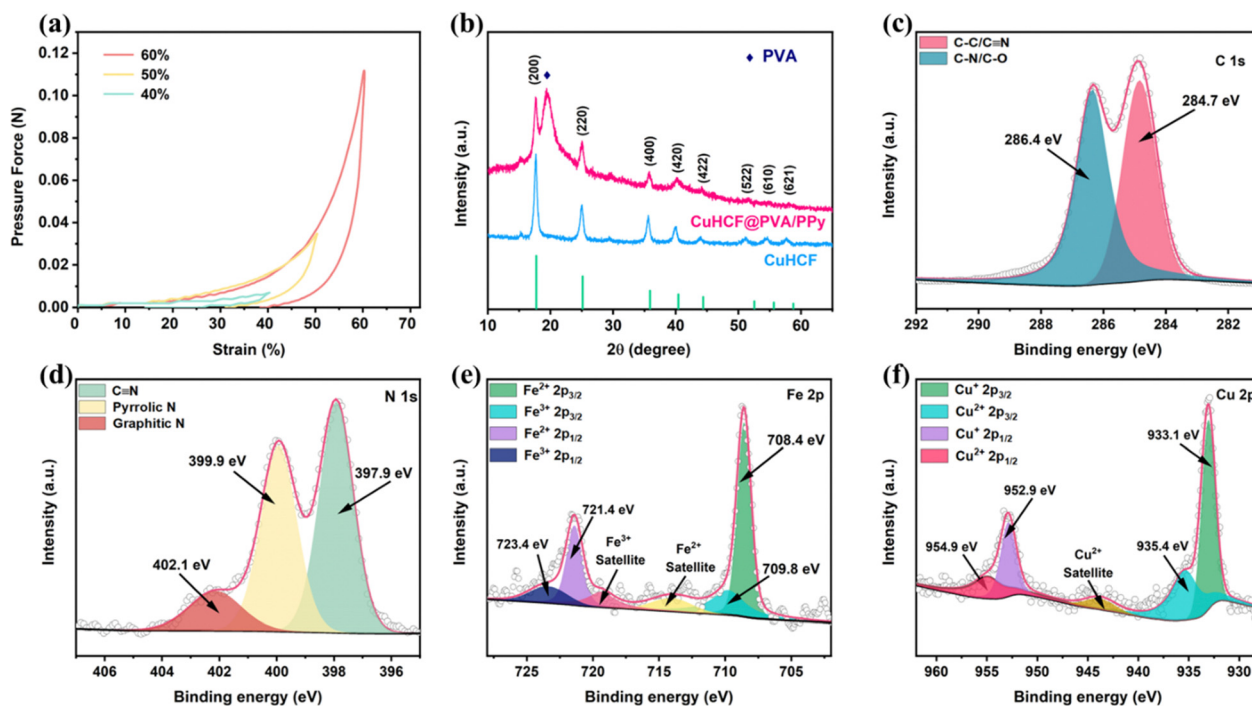 (a)
60%
50%
40%
Pressure Force (N)
0.12
0.10
0.08
0.06
0.04
0.02
0.00
0 10 20 30 40 50 60 70
Strain (%)
(b)
♦ PVA
(200)
(220)
(400)
(420)
(422)
(522)
(610)
(621)
CuHCF@PVA/PPy
CuHCF
Intensity (a.u.)
10 20 30 40 50 60
2θ (degree)
(c)
C-C/C≡N
C-N/C-O
C 1s
284.7 eV
286.4 eV
Intensity (a.u.)
292 290 288 286 284 282
Binding energy (eV)
(d)
C≡N
Pyrrolic N
Graphitic N
N 1s
399.9 eV
397.9 eV
402.1 eV
Intensity (a.u.)
406 404 402 400 398 396
Binding energy (eV)
(e)
Fe²⁺ 2p₃/₂
Fe³⁺ 2p₃/₂
Fe²⁺ 2p₁/₂
Fe³⁺ 2p₁/₂
Fe 2p
708.4 eV
721.4 eV
723.4 eV
Fe³⁺
Satellite
Fe²⁺
Satellite
709.8 eV
Intensity (a.u.)
725 720 715 710 705
Binding energy (eV)
(f)
Cu⁺ 2p₃/₂
Cu²⁺ 2p₃/₂
Cu⁺ 2p₁/₂
Cu²⁺ 2p₁/₂
Cu 2p
933.1 eV
952.9 eV
954.9 eV
Cu²⁺
Satellite
935.4 eV
Intensity (a.u.)
960 955 950 945 940 935 930
Binding energy (eV)